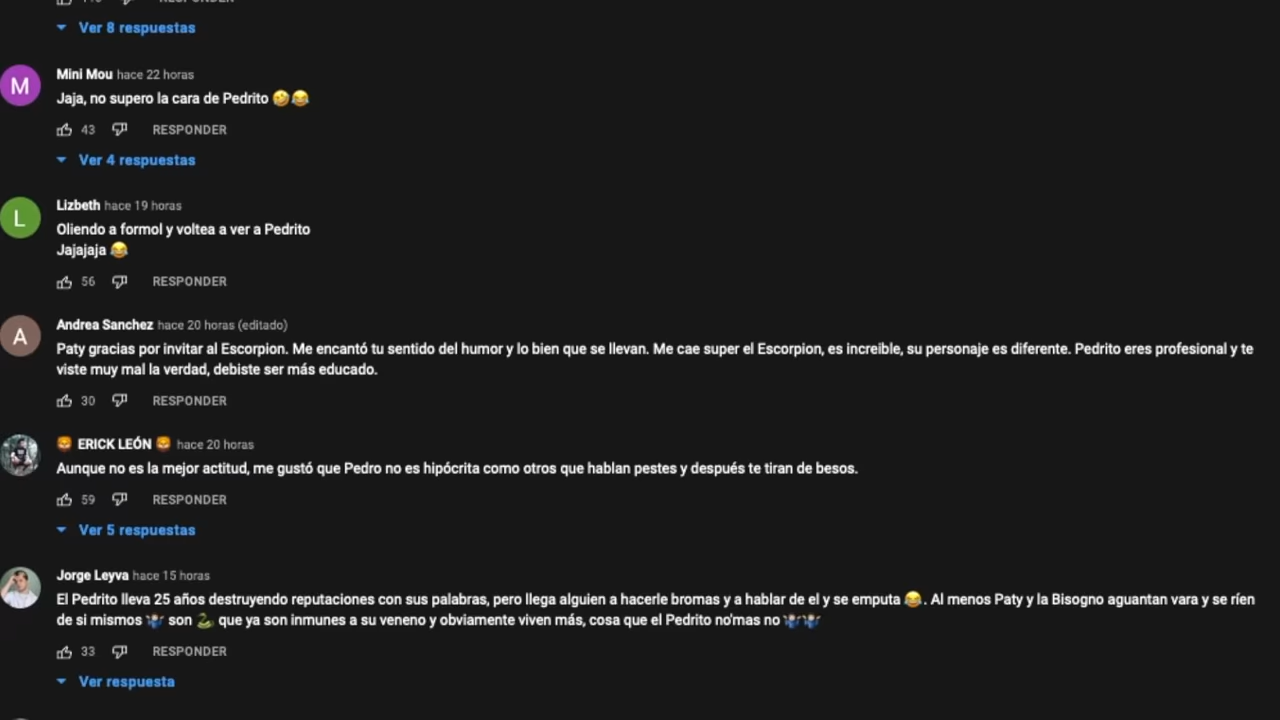 Ver 8 respuestas
M
Mini Mou hace 22 horas
Jaja, no supero la cara de Pedrito 🤣😂
43 RESPONDER
Ver 4 respuestas
L
Lizbeth hace 19 horas
Oliendo a formol y voltea a ver a Pedrito
Jajajaja 😂
56 RESPONDER
A
Andrea Sanchez hace 20 horas (editado)
Paty gracias por invitar al Escorpion. Me encantó tu sentido del humor y lo bien que se llevan. Me cae super el Escorpion, es increible, su personaje es diferente. Pedrito eres profesional y te
viste muy mal la verdad, debiste ser más educado.
30 RESPONDER
🦁 ERICK LEÓN 🦁 hace 20 horas
Aunque no es la mejor actitud, me gustó que Pedro no es hipócrita como otros que hablan pestes y después te tiran de besos.
59 RESPONDER
Ver 5 respuestas
Jorge Leyva hace 15 horas
El Pedrito lleva 25 años destruyendo reputaciones con sus palabras, pero llega alguien a hacerle bromas y a hablar de el y se emputa 😂. Al menos Paty y la Bisogno aguantan vara y se ríen
de si mismos 🤷‍♂️ son 🐍 que ya son inmunes a su veneno y obviamente viven más, cosa que el Pedrito no'mas no 🤷‍♂️🤷‍♂️
33 RESPONDER
Ver respuesta